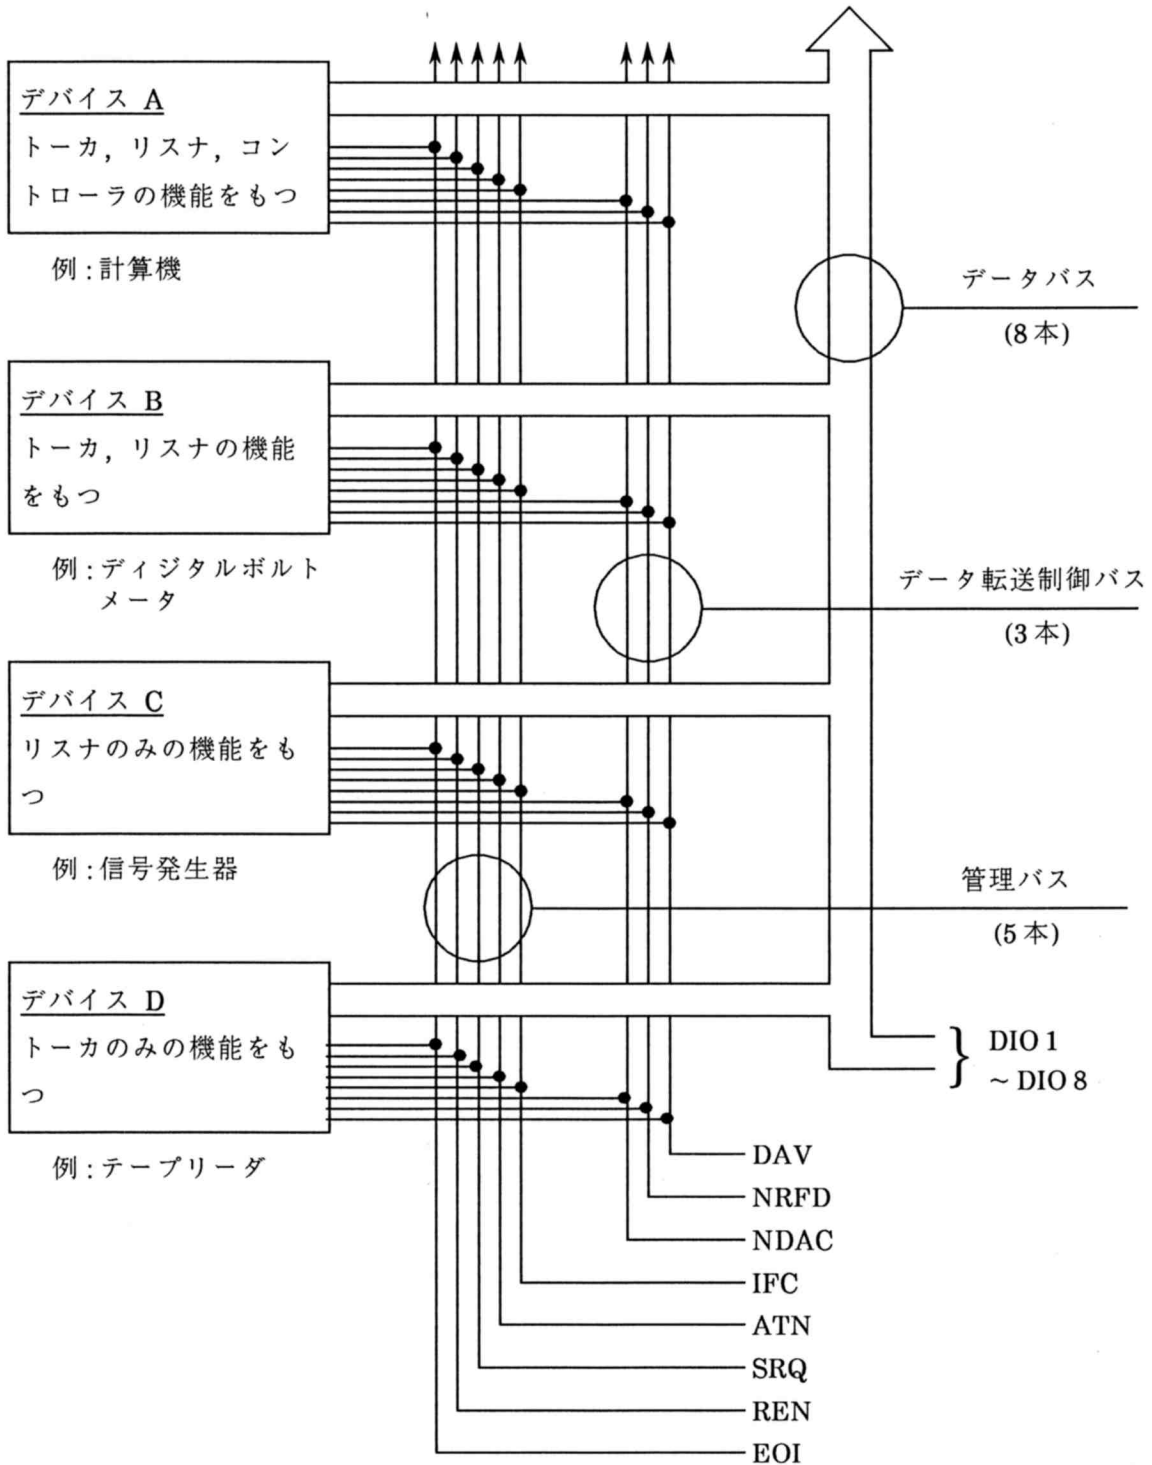 デバイス A
トーカ, リスナ, コン
トローラの機能をもつ
例:計算機
データバス
(8本)
デバイス B
トーカ, リスナの機能
をもつ
例:ディジタルボルト
メータ
データ転送制御バス
(3本)
デバイス C
リスナのみの機能をも
つ
例:信号発生器
管理バス
(5本)
デバイス D
トーカのみの機能をも
つ
例:テープリーダ
DIO 1
~ DIO 8
DAV
NRFD
NDAC
IFC
ATN
SRQ
REN
EOI